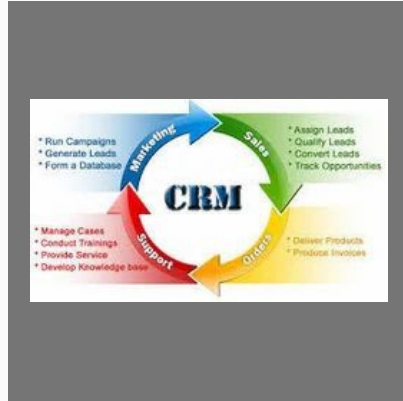 * Run Campaigns
* Generate Leads
* Form a Database
Marketing
Sales
* Assign Leads
* Qualify Leads
* Convert Leads
* Track Opportunities
CRM
* Manage Cases
* Conduct Trainings
* Provide Service
* Develop Knowledge base
Support
Orders
* Deliver Products
* Produce Invoices